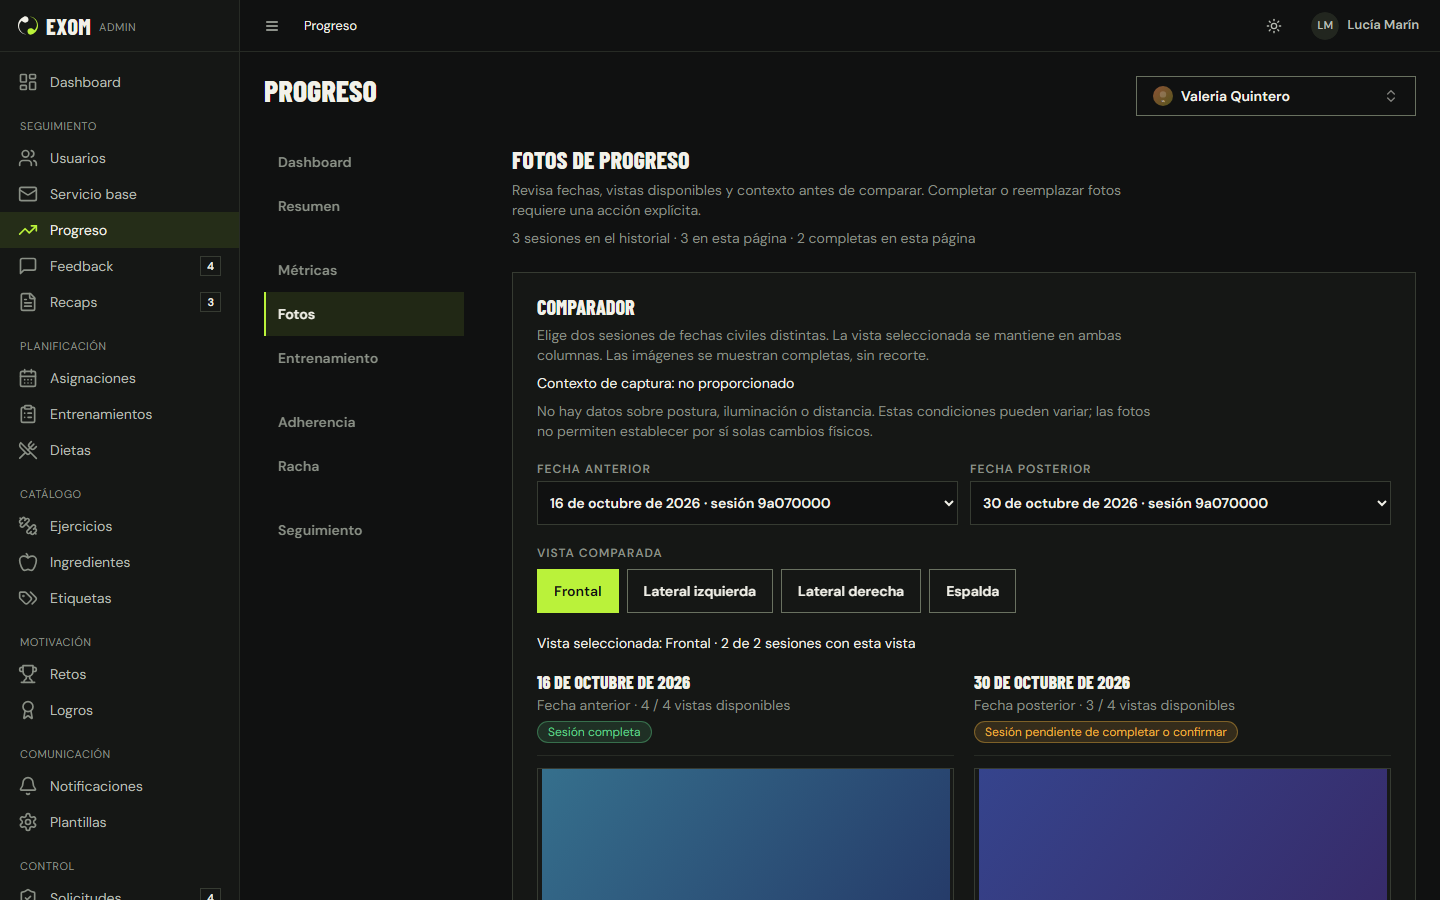 EXOM ADMIN
Progreso
LM Lucía Marín
Dashboard
SEGUIMIENTO
Usuarios
Servicio base
Progreso
Feedback 4
Recaps 3
PLANIFICACIÓN
Asignaciones
Entrenamientos
Dietas
CATÁLOGO
Ejercicios
Ingredientes
Etiquetas
MOTIVACIÓN
Retos
Logros
COMUNICACIÓN
Notificaciones
Plantillas
CONTROL
Solicitudes 4
PROGRESO
Valeria Quintero
Dashboard
Resumen
Métricas
Fotos
Entrenamiento
Adherencia
Racha
Seguimiento
FOTOS DE PROGRESO
Revisa fechas, vistas disponibles y contexto antes de comparar. Completar o reemplazar fotos
requiere una acción explícita.
3 sesiones en el historial · 3 en esta página · 2 completas en esta página
COMPARADOR
Elige dos sesiones de fechas civiles distintas. La vista seleccionada se mantiene en ambas
columnas. Las imágenes se muestran completas, sin recorte.
Contexto de captura: no proporcionado
No hay datos sobre postura, iluminación o distancia. Estas condiciones pueden variar; las fotos
no permiten establecer por sí solas cambios físicos.
FECHA ANTERIOR
16 de octubre de 2026 · sesión 9a070000
FECHA POSTERIOR
30 de octubre de 2026 · sesión 9a070000
VISTA COMPARADA
Frontal
Lateral izquierda
Lateral derecha
Espalda
Vista seleccionada: Frontal · 2 de 2 sesiones con esta vista
16 DE OCTUBRE DE 2026
Fecha anterior · 4 / 4 vistas disponibles
Sesión completa
30 DE OCTUBRE DE 2026
Fecha posterior · 3 / 4 vistas disponibles
Sesión pendiente de completar o confirmar